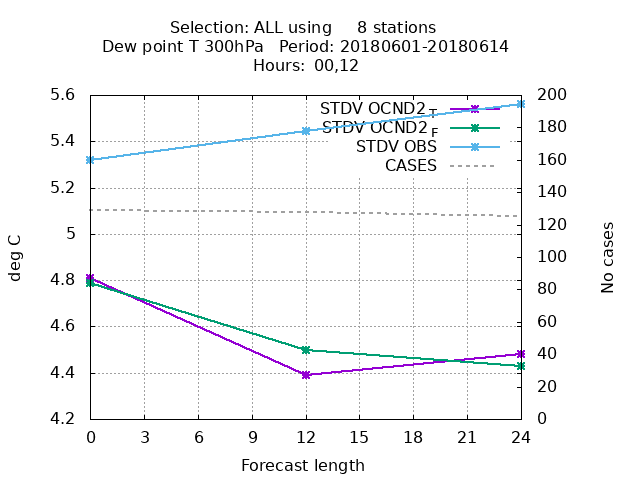 Selection: ALL using     8 stations
Dew point T 300hPa   Period: 20180601-20180614
Hours:  00,12
STDV OCND2 T
STDV OCND2 F
STDV OBS
CASES
5.6
5.4
5.2
5
4.8
4.6
4.4
4.2
200
180
160
140
120
100
80
60
40
20
0
deg C
No cases
0 3 6 9 12 15 18 21 24
Forecast length